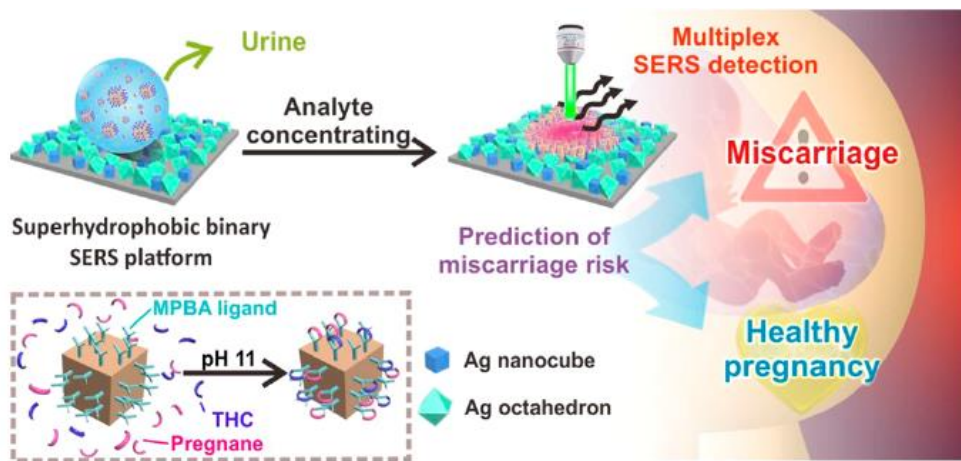 Urine
Analyte
concentrating
Superhydrophobic binary
SERS platform
Multiplex
SERS detection
Miscarriage
Prediction of
miscarriage risk
Healthy
pregnancy
MPBA ligand
pH 11
THC
Pregnane
Ag nanocube
Ag octahedron